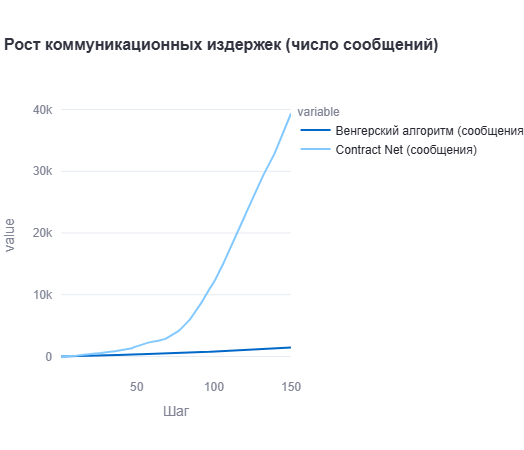 Рост коммуникационных издержек (число сообщений)
variable
Венгерский алгоритм (сообщения
Contract Net (сообщения)
40k
30k
20k
10k
0
value
50
100
150
Шаг